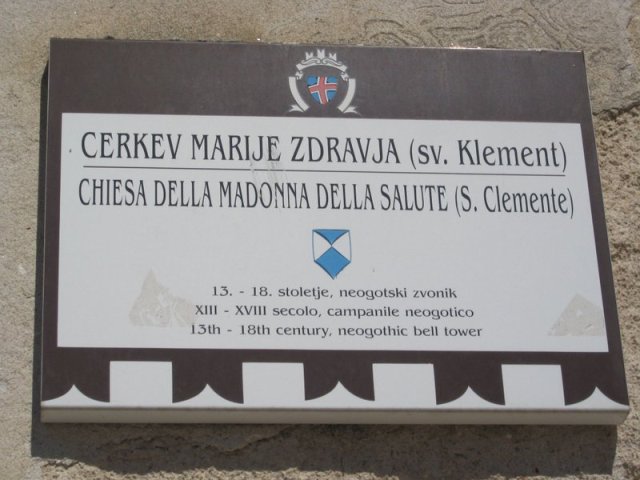 CERKEV MARIJE ZDRAVJA (sv. Klement)
CHIESA DELLA MADONNA DELLA SALUTE (S. Clemente)
13. - 18. stoletje, neogotski zvonik
XIII - XVIII secolo, campanile neogotico
13th - 18th century, neogothic bell tower